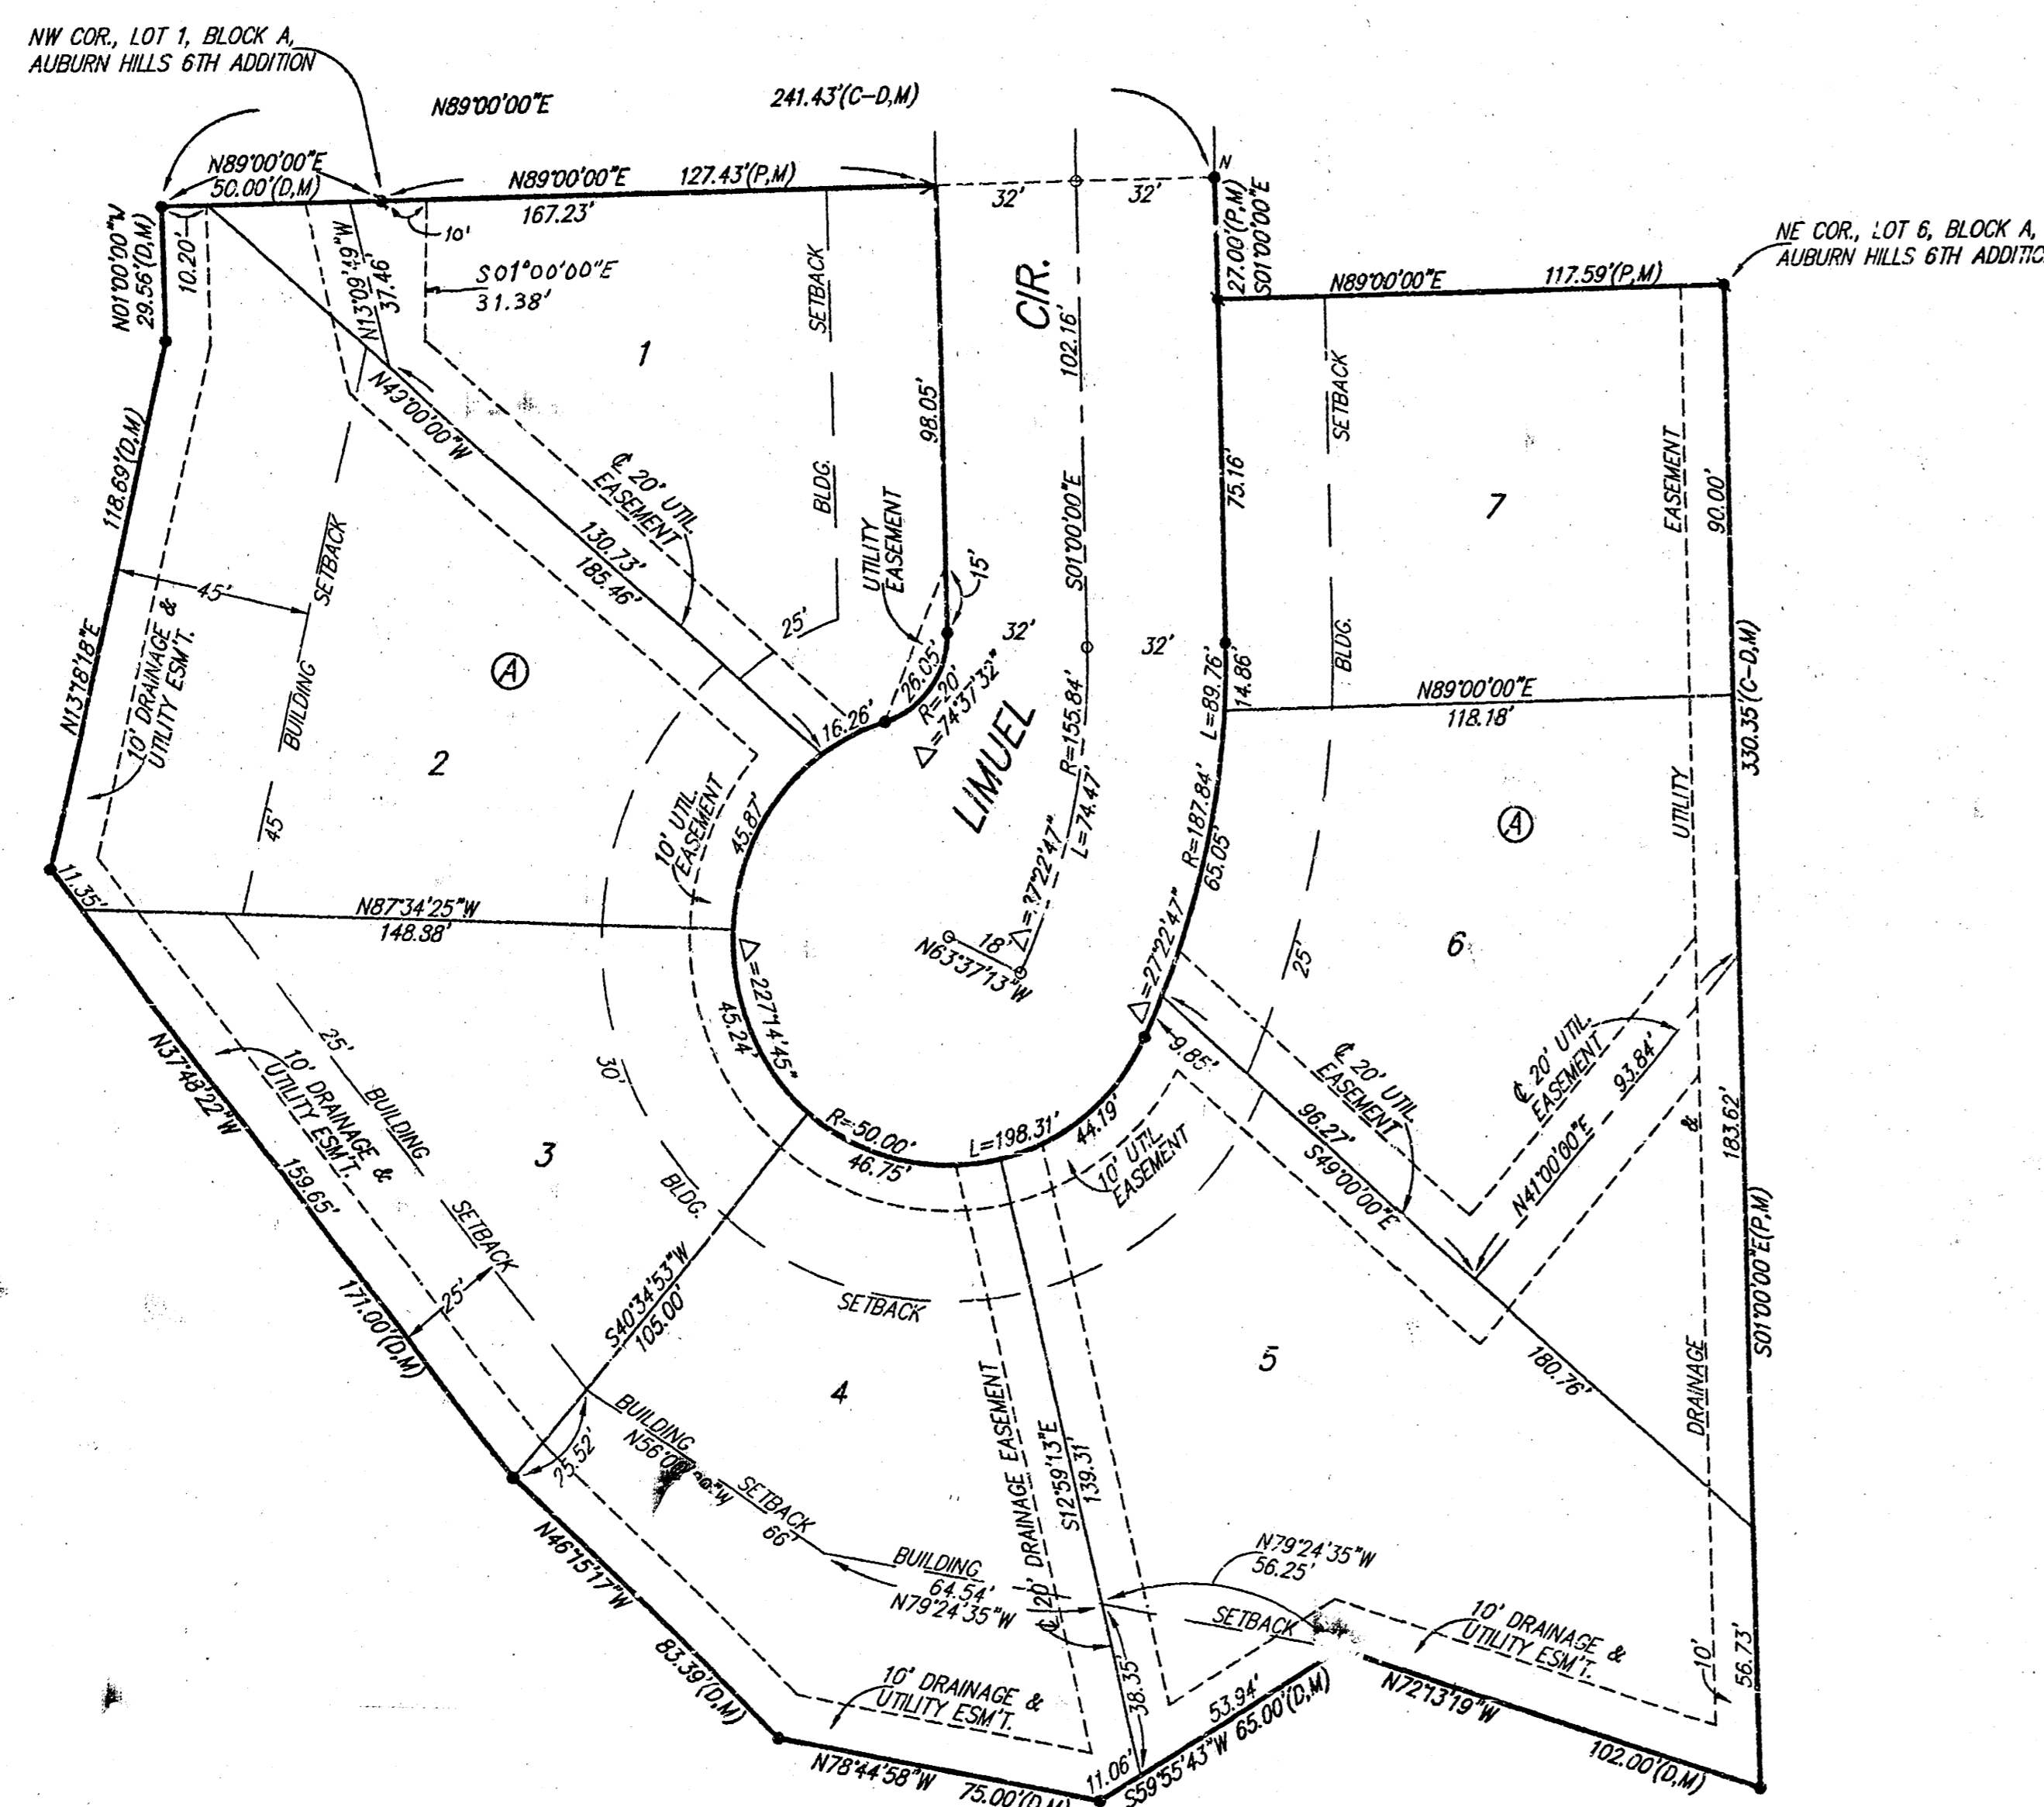 NW COR., LOT 1, BLOCK A,
AUBURN HILLS 6TH ADDITION
N89°00'00"E
241.43'(C-D,M)
N89°00'00"E
50.00'(D,M)
N89°00'00"E
127.43'(P,M)
167.23'
32'
32'
N
27.00'(P,M)
S01°00'00"E
NE COR., LOT 6, BLOCK A,
N89°00'00"E
117.59'(P,M)
N01°00'00"W
29.56'(D,M)
10.20'
10'
N13°09'49"W
37.46'
S01°00'00"E
31.38'
1
SETBACK
BLDG.
CIR.
102.16'
98.05'
SETBACK
BLDG.
75.16'
EASEMENT
90.00'
7
118.69'(D,M)
N13°18'18"E
N49°00'00"W
℄ 20' UTIL.
EASEMENT
130.73'
185.46'
UTILITY
EASEMENT
15'
S01°00'00"E
SETBACK
45'
BUILDING
10' DRAINAGE &
UTILITY ESM'T.
A
2
45'
25'
32'
32'
26.05'
R=20'
Δ=74°37'32"
16.26'
LIMUEL
R=155.84'
L=74.47'
Δ=37°22'47"
L=89.76'
14.86'
N89°00'00"E
118.18'
330.35'(C-D,M)
R=187.84'
65.05'
Δ=27°22'47"
A
UTILITY
6
25'
10' UTIL.
EASEMENT
45.87'
11.35'
N87°34'25"W
148.88'
18'
N63°37'13"W
Δ=227°14'45"
45.24'
9.85'
℄ 20' UTIL.
EASEMENT
℄ 20' UTIL.
EASEMENT
93.84'
N41°00'00"E
&
183.62'
N37°48'22"W
159.65'
171.00'(D,M)
10' DRAINAGE &
UTILITY ESM'T.
25'
BUILDING
SETBACK
25'
3
30'
BLDG.
SETBACK
R=50.00'
46.75'
L=198.31'
44.19'
10' UTIL.
EASEMENT
96.27'
S49°00'00"E
180.76'
S01°00'00"E(P,M)
S40°34'53"W
105.00'
4
5
DRAINAGE
BUILDING
25.52'
SETBACK
66'
BUILDING
64.54'
N79°24'35"W
℄ 20' DRAINAGE EASEMENT
S12°59'13"E
139.31'
N79°24'35"W
56.25'
SETBACK
38.35'
10' DRAINAGE &
UTILITY ESM'T.
10'
56.73'
N46°15'17"W
83.39'(D,M)
10' DRAINAGE &
UTILITY ESM'T.
N78°44'58"W
11.06'
53.94'
S59°55'43"W 65.00'(D,M)
N72°13'19"W
102.00'(D,M)